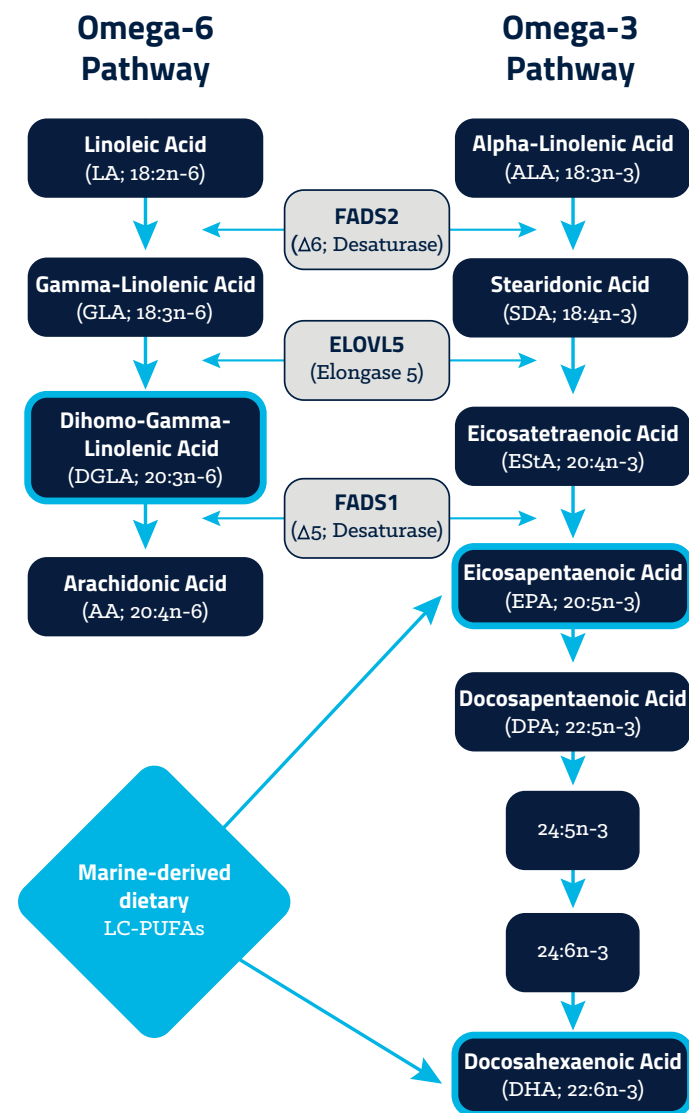 Omega-6
Pathway
Omega-3
Pathway
Linoleic Acid
(LA; 18:2n-6)
Alpha-Linolenic Acid
(ALA; 18:3n-3)
FADS2
(Δ6; Desaturase)
Gamma-Linolenic Acid
(GLA; 18:3n-6)
Stearidonic Acid
(SDA; 18:4n-3)
ELOVL5
(Elongase 5)
Dihomo-Gamma-
Linolenic Acid
(DGLA; 20:3n-6)
Eicosatetraenoic Acid
(EStA; 20:4n-3)
FADS1
(Δ5; Desaturase)
Arachidonic Acid
(AA; 20:4n-6)
Eicosapentaenoic Acid
(EPA; 20:5n-3)
Docosapentaenoic Acid
(DPA; 22:5n-3)
24:5n-3
Marine-derived
dietary
LC-PUFAs
24:6n-3
Docosahexaenoic Acid
(DHA; 22:6n-3)